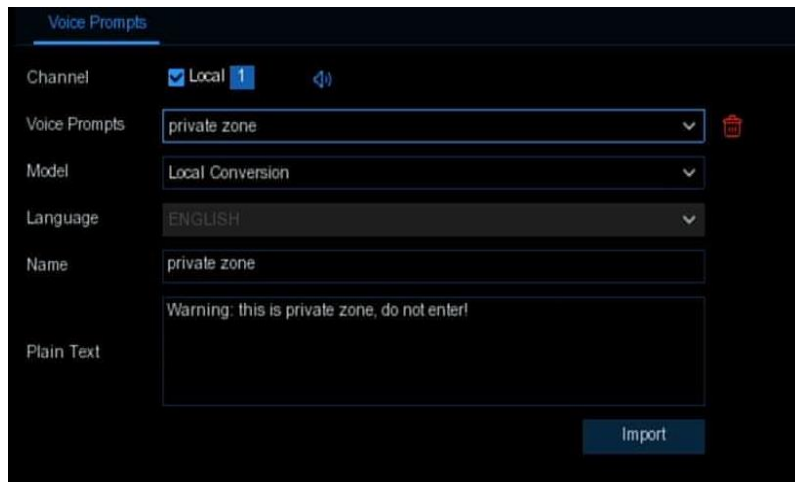 Voice Prompts
Channel Local 1
Voice Prompts private zone
Model Local Conversion
Language ENGLISH
Name private zone
Plain Text Warning: this is private zone, do not enter!
Import